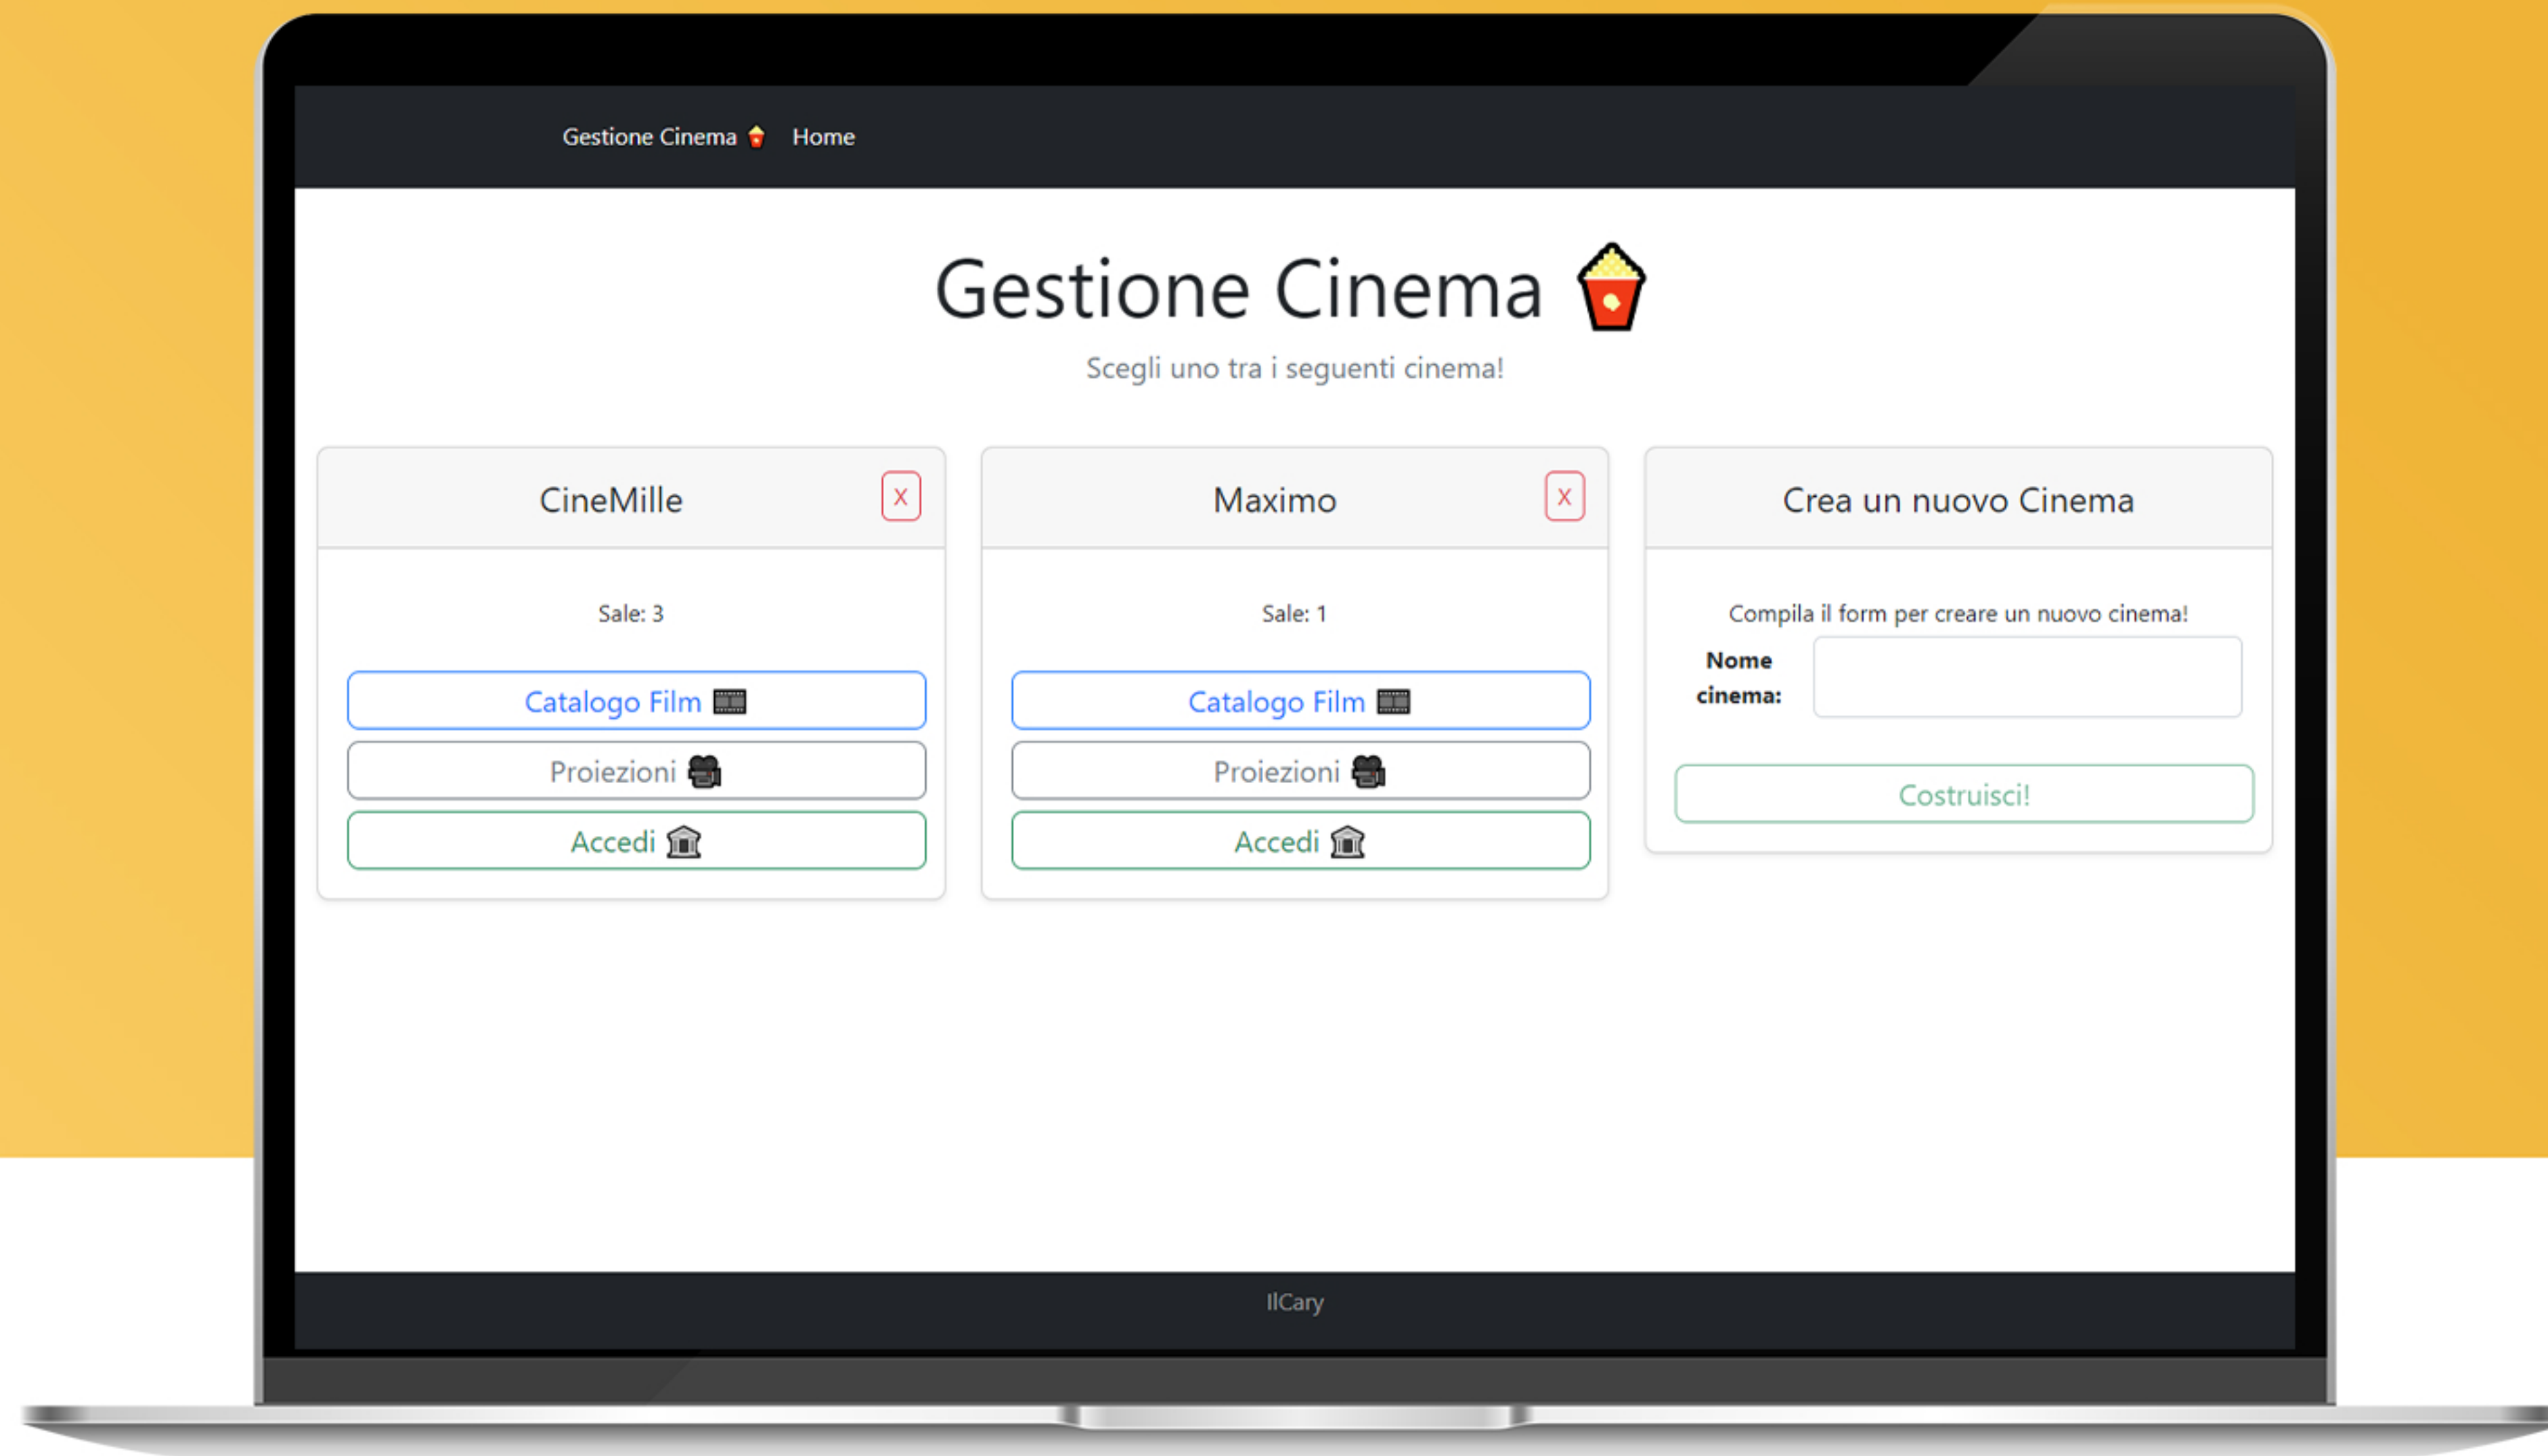 Gestione Cinema 🍿 Home
Gestione Cinema 🍿
Scegli uno tra i seguenti cinema!
CineMille
X
Sale: 3
Catalogo Film 🎞️
Proiezioni 🎥
Accedi 🏛️
Maximo
X
Sale: 1
Catalogo Film 🎞️
Proiezioni 🎥
Accedi 🏛️
Crea un nuovo Cinema
Compila il form per creare un nuovo cinema!
Nome
cinema:
Costruisci!
IlCary